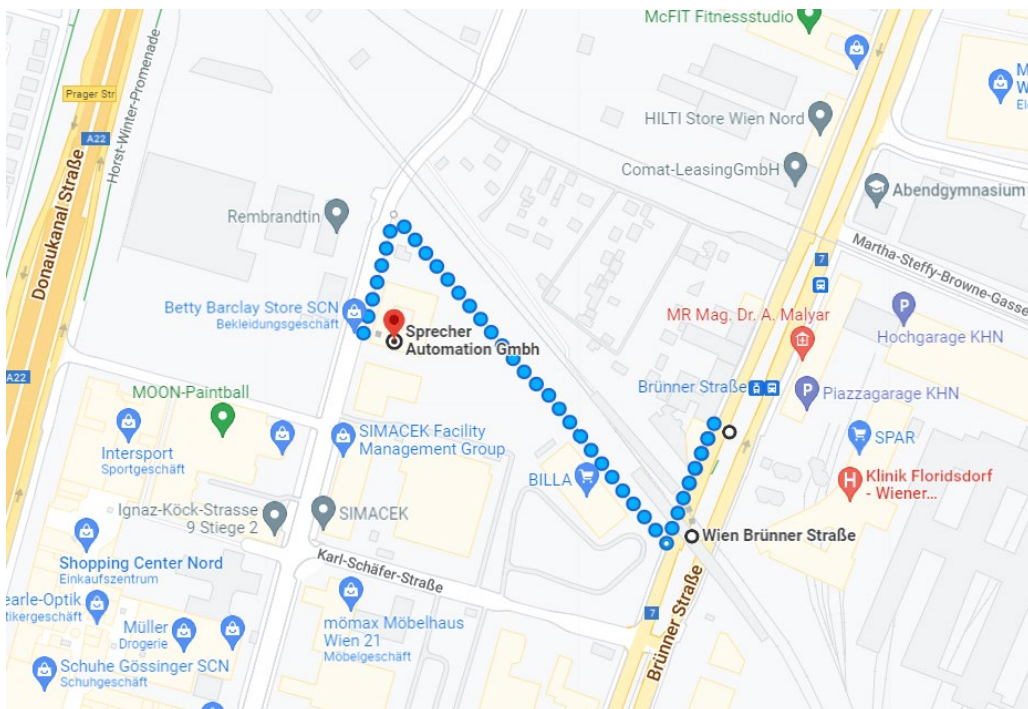 McFIT Fitnessstudio
Prager Str
A22
Horst-Winter-Promenade
Donaukanal Straße
HILTI Store Wien Nord
Comat-LeasingGmbH
Abendgymnasium
Rembrandtin
Martha-Steffy-Browne-Gasse
7
Betty Barclay Store SCN
Bekleidungsgeschäft
Sprecher
Automation Gmbh
MR Mag. Dr. A. Malyar
P
Hochgarage KHN
A22
MOON-Paintball
Brünner Straße
P
Piazzagarage KHN
Intersport
Sportgeschäft
SIMACEK Facility
Management Group
SPAR
BILLA
H
Klinik Floridsdorf
- Wiener...
Ignaz-Köck-Strasse
9 Stiege 2
SIMACEK
Wien Brünner Straße
Shopping Center Nord
Einkaufszentrum
Karl-Schäfer-Straße
earle-Optik
tikergeschäft
Müller
Drogerie
mömax Möbelhaus
Wien 21
Möbelgeschäft
7
Brünner Straße
Schuhe Gössinger SCN
Schuhgeschäft